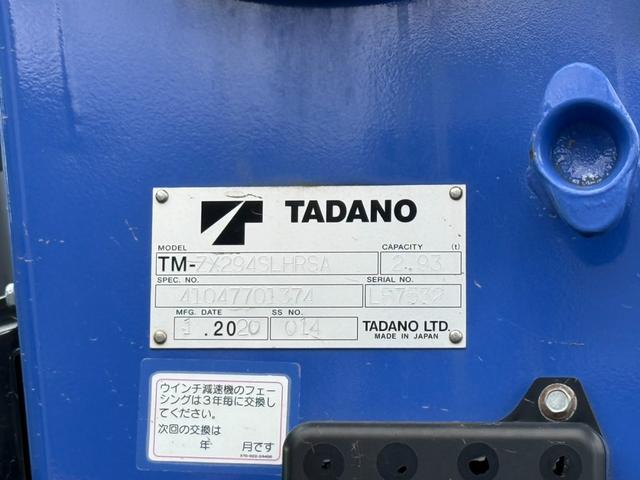 TADANO
MODEL
CAPACITY (t)
TM-ZX294SLHRSA
2.93
SPEC. NO.
SERIAL NO.
41047701374
MFG. DATE
SS NO.
1 .2020
014
TADANO LTD.
MADE IN JAPAN
ウインチ減速機のフェー
シングは3年毎に交換し
てください。
次回の交換は
年 月です